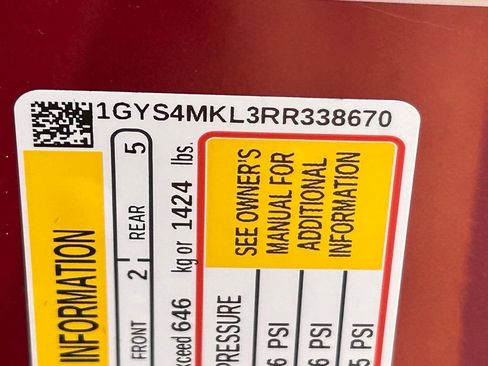 1GYS4MKL3RR338670
INFORMATION
FRONT 2 REAR 5
exceed 646 kg or 1424 lbs.
PRESSURE
SEE OWNER'S
MANUAL FOR
ADDITIONAL
INFORMATION
6 PSI
6 PSI
5 PSI